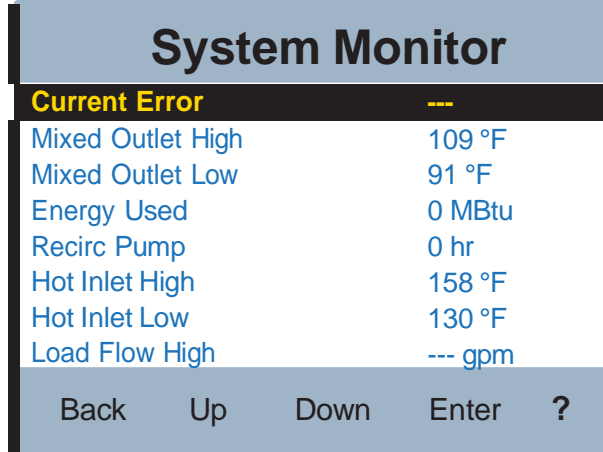 System Monitor
Current Error ---
Mixed Outlet High 109 °F
Mixed Outlet Low 91 °F
Energy Used 0 MBtu
Recirc Pump 0 hr
Hot Inlet High 158 °F
Hot Inlet Low 130 °F
Load Flow High --- gpm
Back Up Down Enter ?